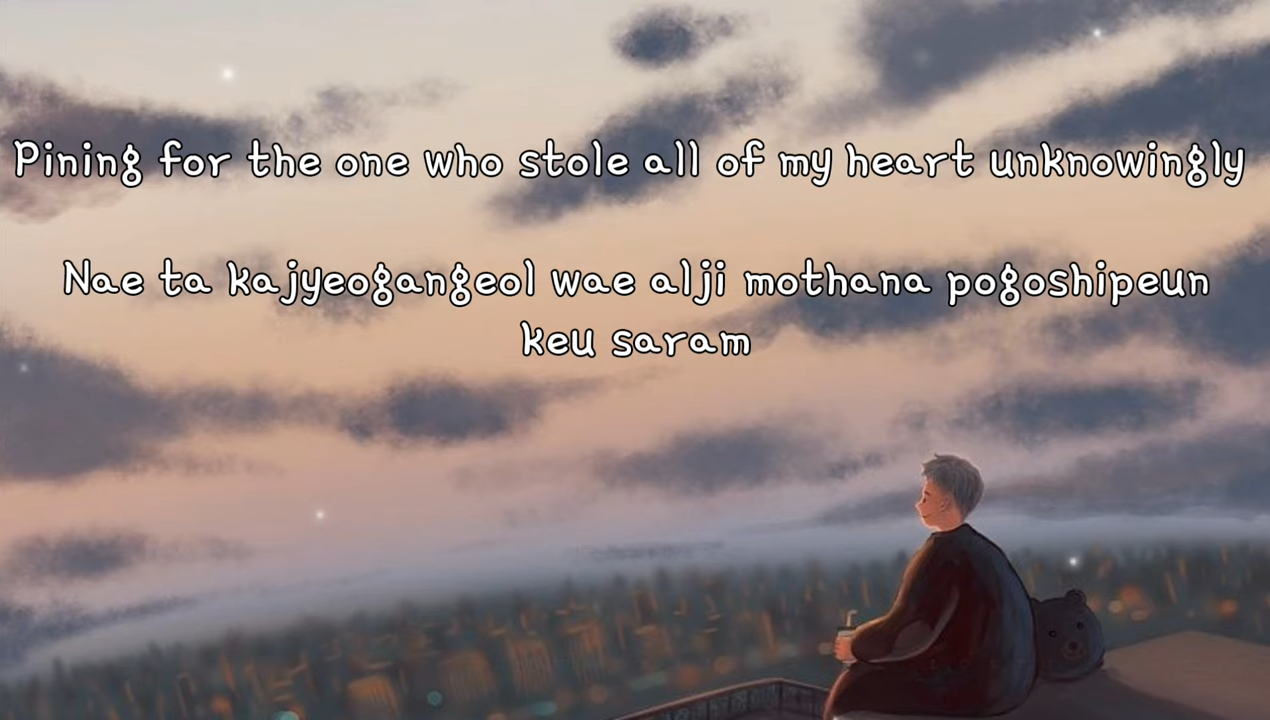 Pining for the one who stole all of my heart unknowingly
Nae ta kajyeogangeol wae alji mothana pogoshipeun
keu saram